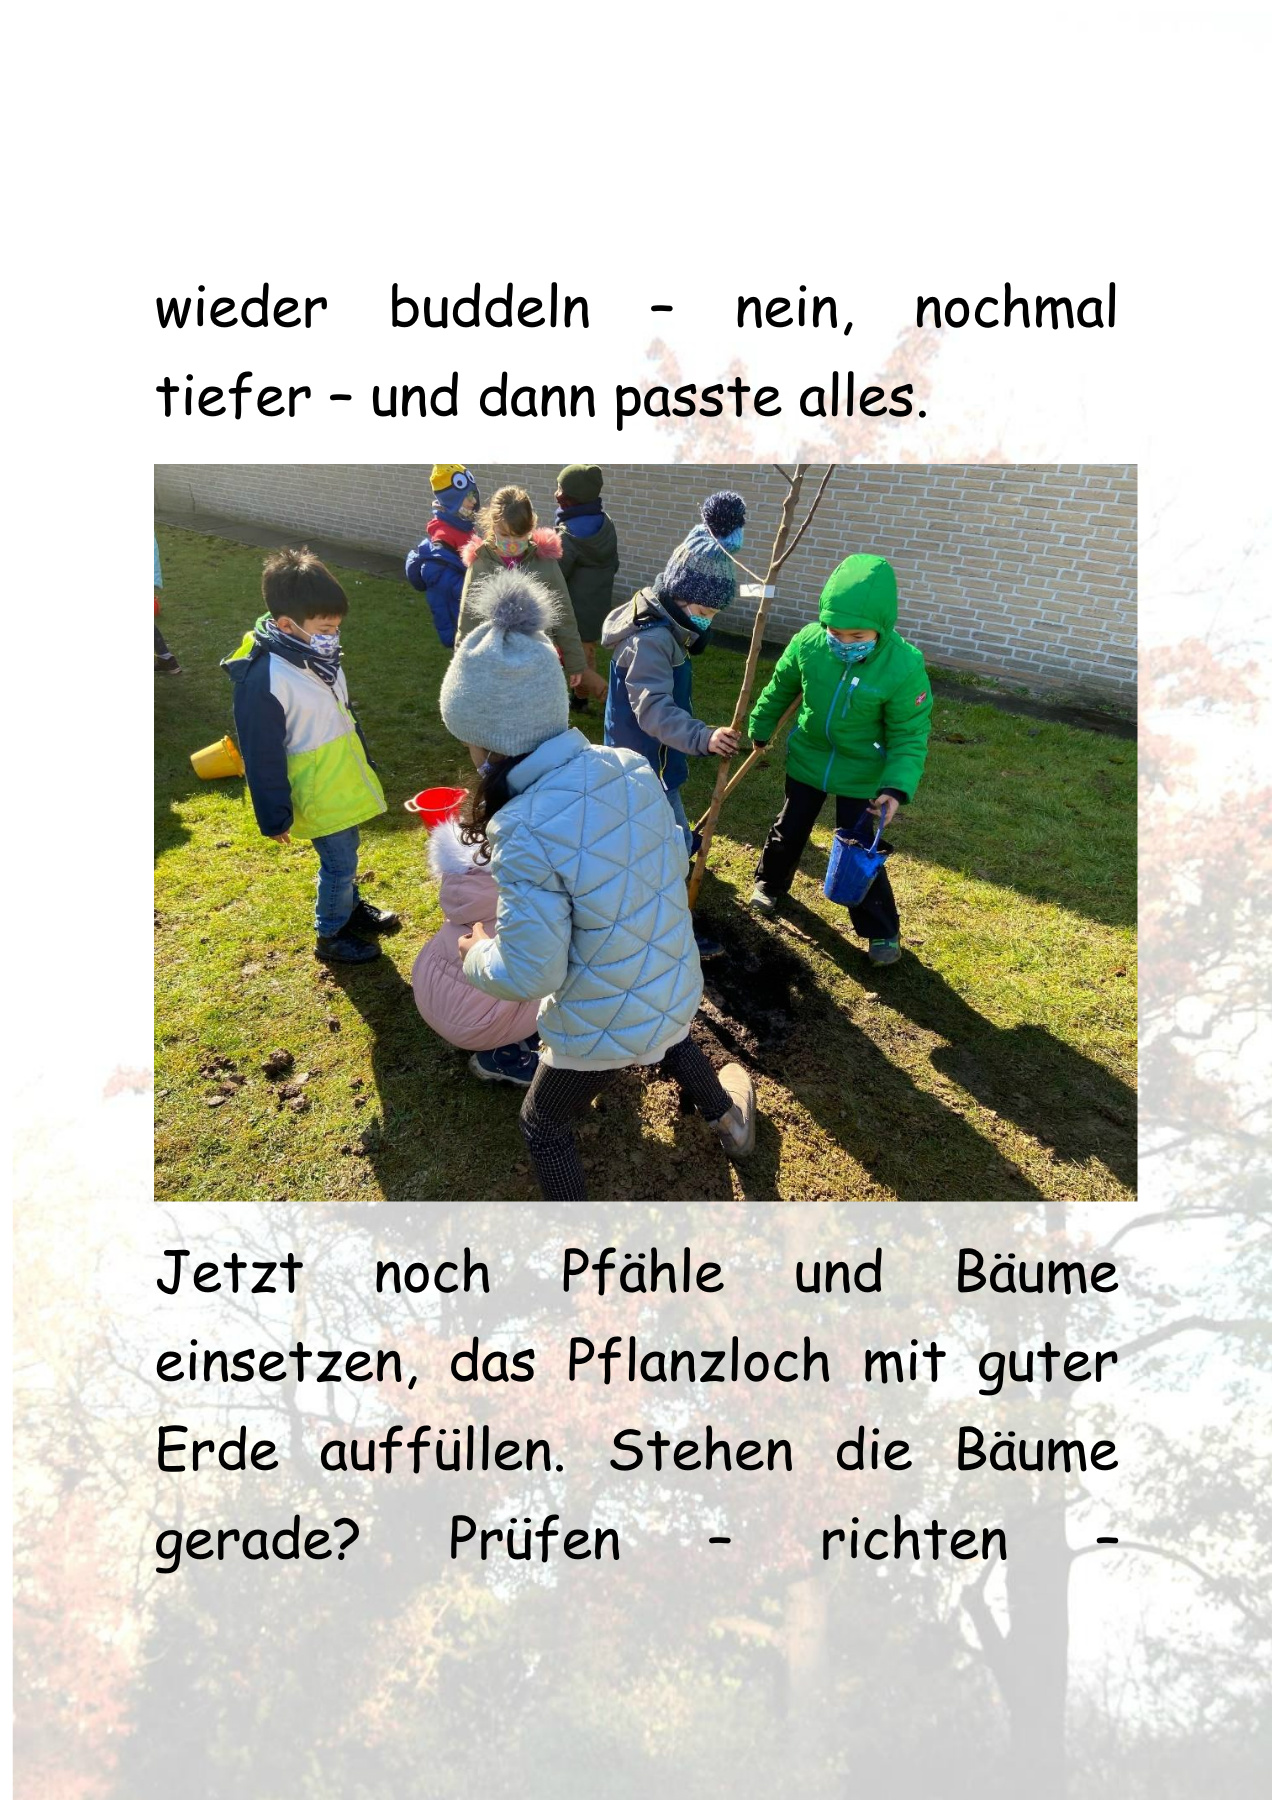 wieder buddeln – nein, nochmal
tiefer – und dann passte alles.
Jetzt noch Pfähle und Bäume
einsetzen, das Pflanzloch mit guter
Erde auffüllen. Stehen die Bäume
gerade? Prüfen – richten –